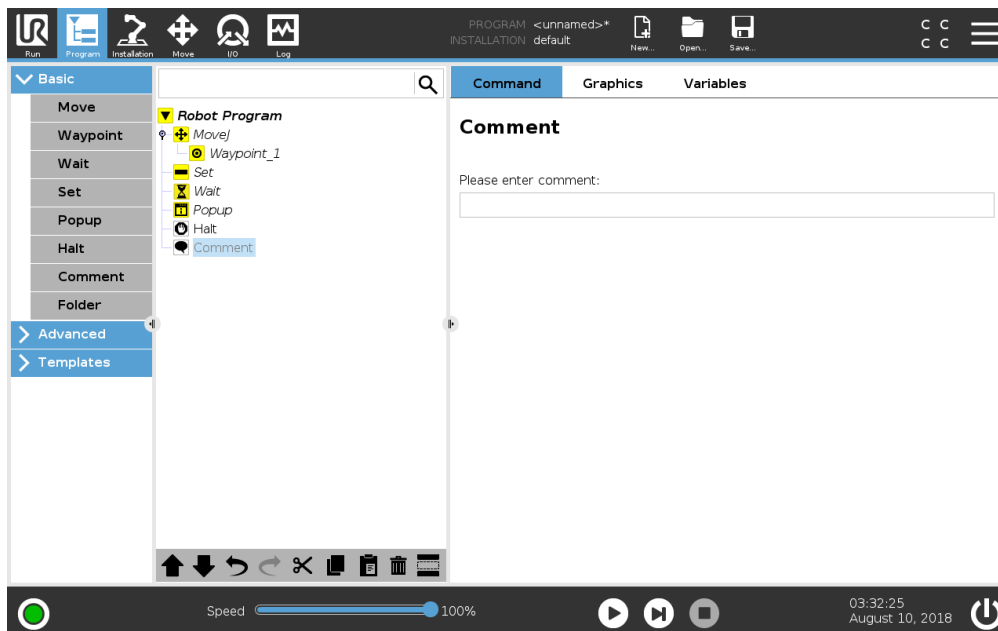 PROGRAM <unnamed>*
INSTALLATION default
C C
C C
Run Program Installation Move I/O Log New... Open... Save...
Basic
Move
Waypoint
Wait
Set
Popup
Halt
Comment
Folder
Advanced
Templates
Robot Program
MoveJ
Waypoint_1
Set
Wait
Popup
Halt
Comment
Command Graphics Variables
Comment
Please enter comment:
Speed 100%
03:32:25
August 10, 2018